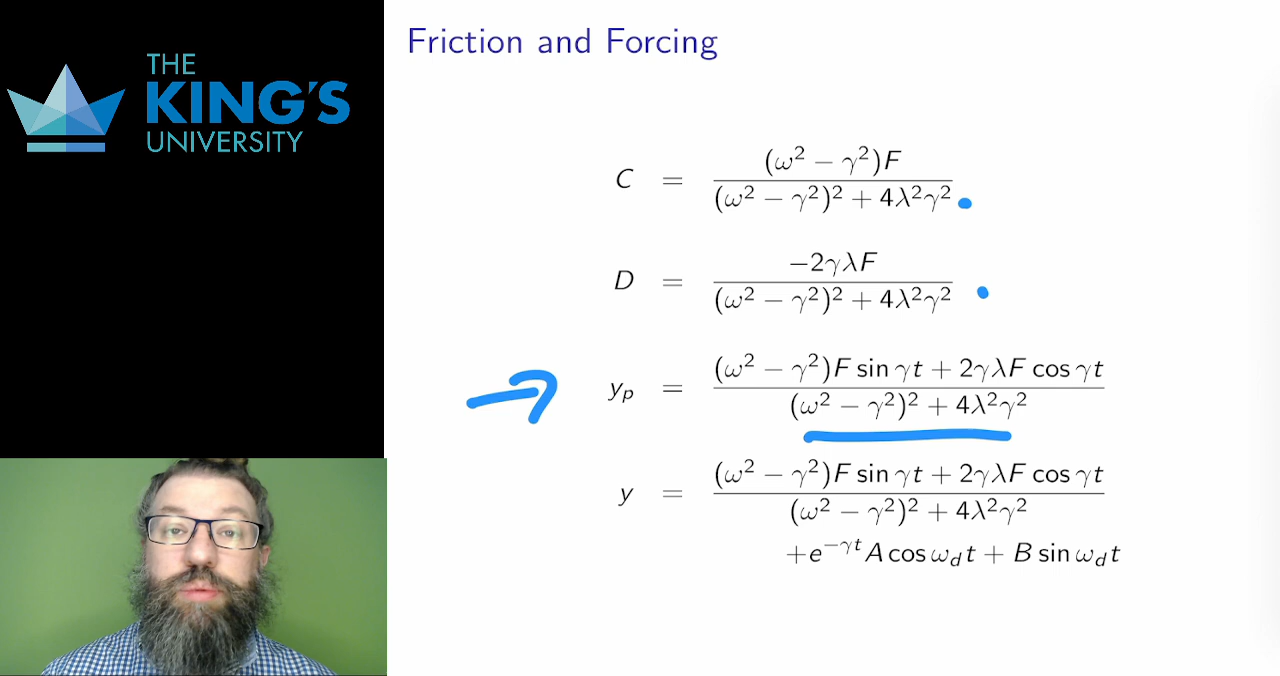 THE
KING'S
UNIVERSITY
Friction and Forcing
C = (ω² − γ²)F / (ω² − γ²)² + 4λ²γ²
D = −2γλF / (ω² − γ²)² + 4λ²γ²
yₚ = (ω² − γ²)F sin γt + 2γλF cos γt / (ω² − γ²)² + 4λ²γ²
y = (ω² − γ²)F sin γt + 2γλF cos γt / (ω² − γ²)² + 4λ²γ²
+e^{−γt} A cos ω_d t + B sin ω_d t